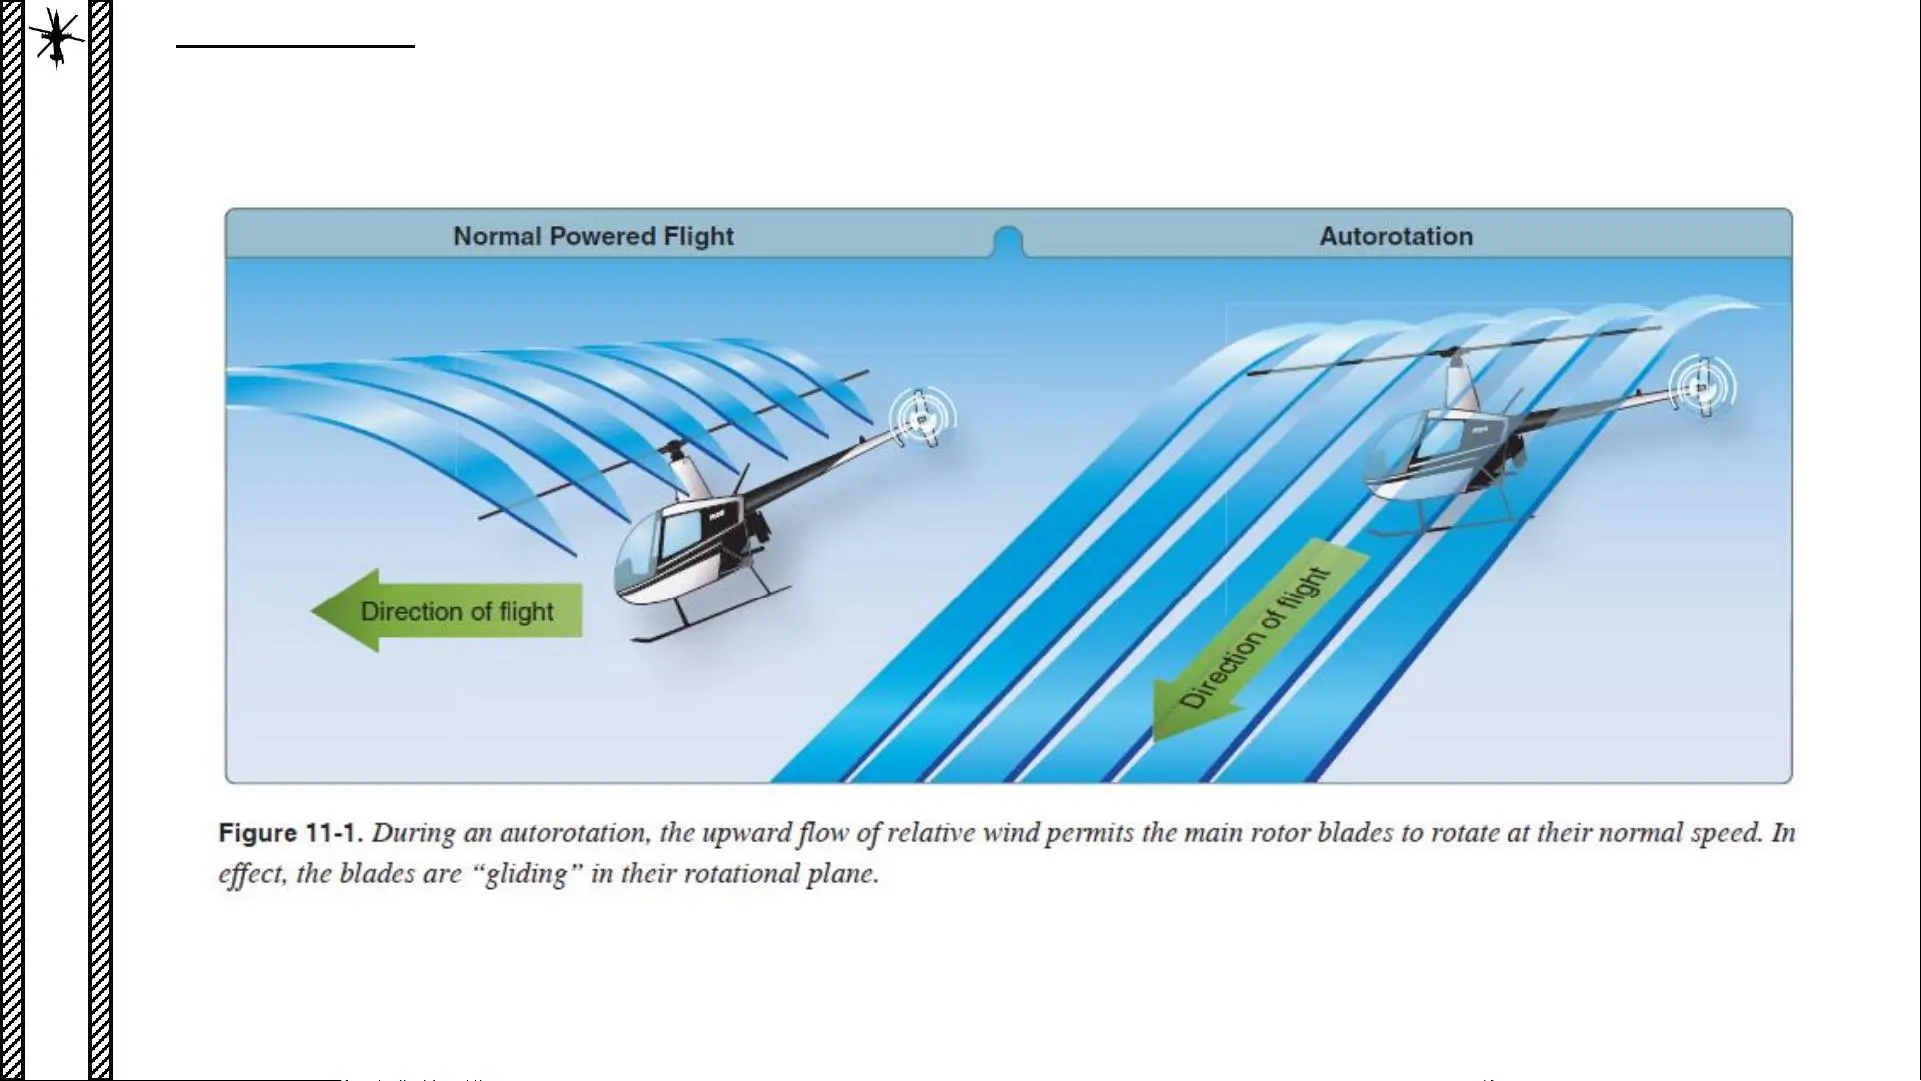 Normal Powered Flight
Autorotation
Direction of flight
Direction of flight
Figure 11-1. During an autorotation, the upward flow of relative wind permits the main rotor blades to rotate at their normal speed. In
effect, the blades are “gliding” in their rotational plane.